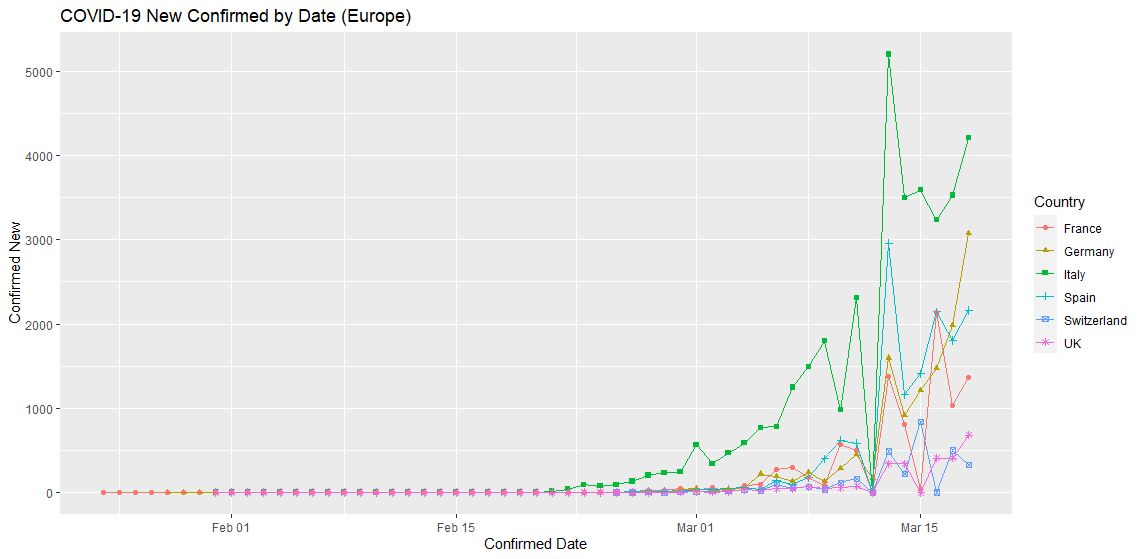 COVID-19 New Confirmed by Date (Europe)
5000
4000
3000
2000
1000
0
Confirmed New
Feb 01
Feb 15
Mar 01
Mar 15
Confirmed Date
Country
France
Germany
Italy
Spain
Switzerland
UK